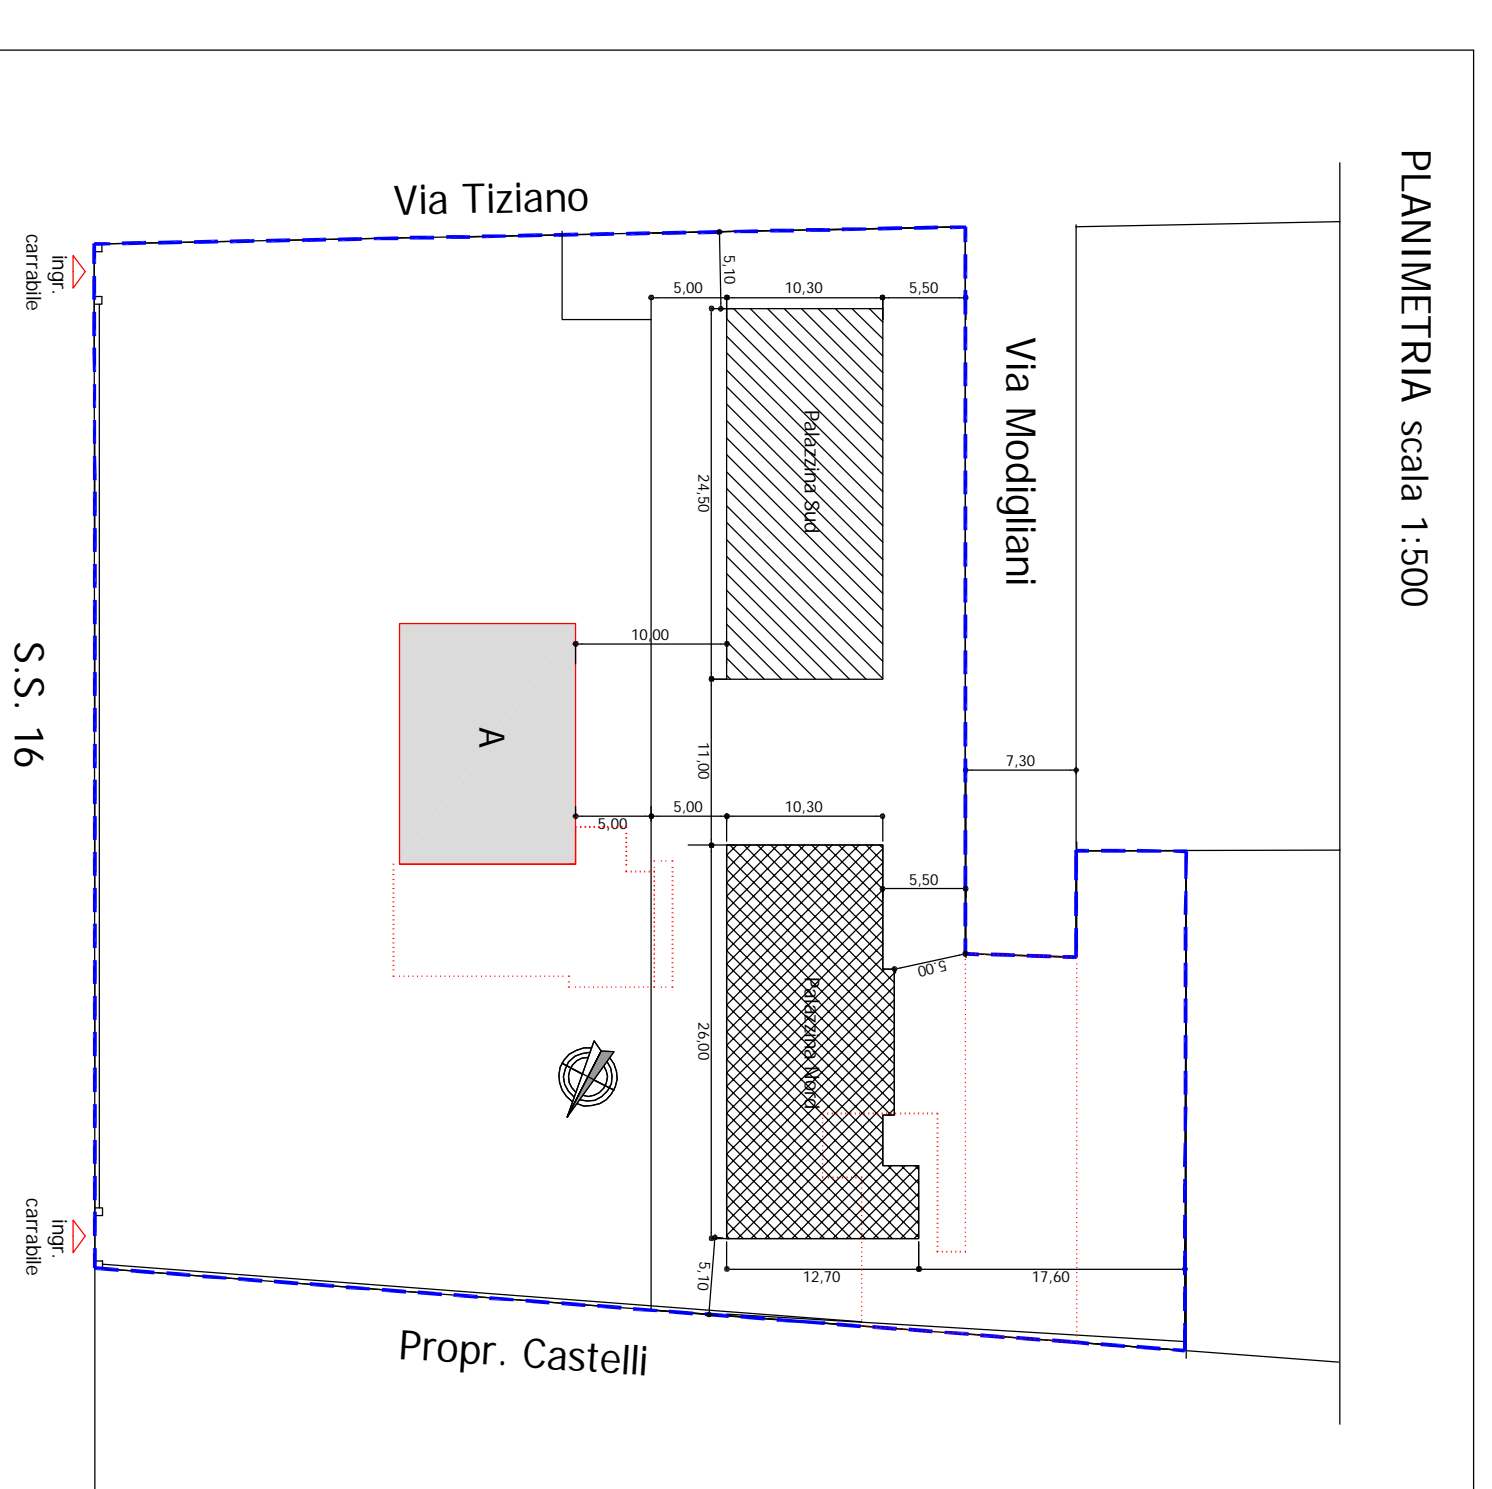 PLANIMETRIA scala 1:500
Via Tiziano
Via Modigliani
ingr.
carrabile
5,10
5,00
10,30
5,50
Palazzina Sud
24,50
10,00
A
S.S. 16
11,00
7,30
5,00
5,00
10,30
5,50
5.00
Palazzina Nord
26,00
ingr.
carrabile
5,10
12,70
17,60
Propr. Castelli